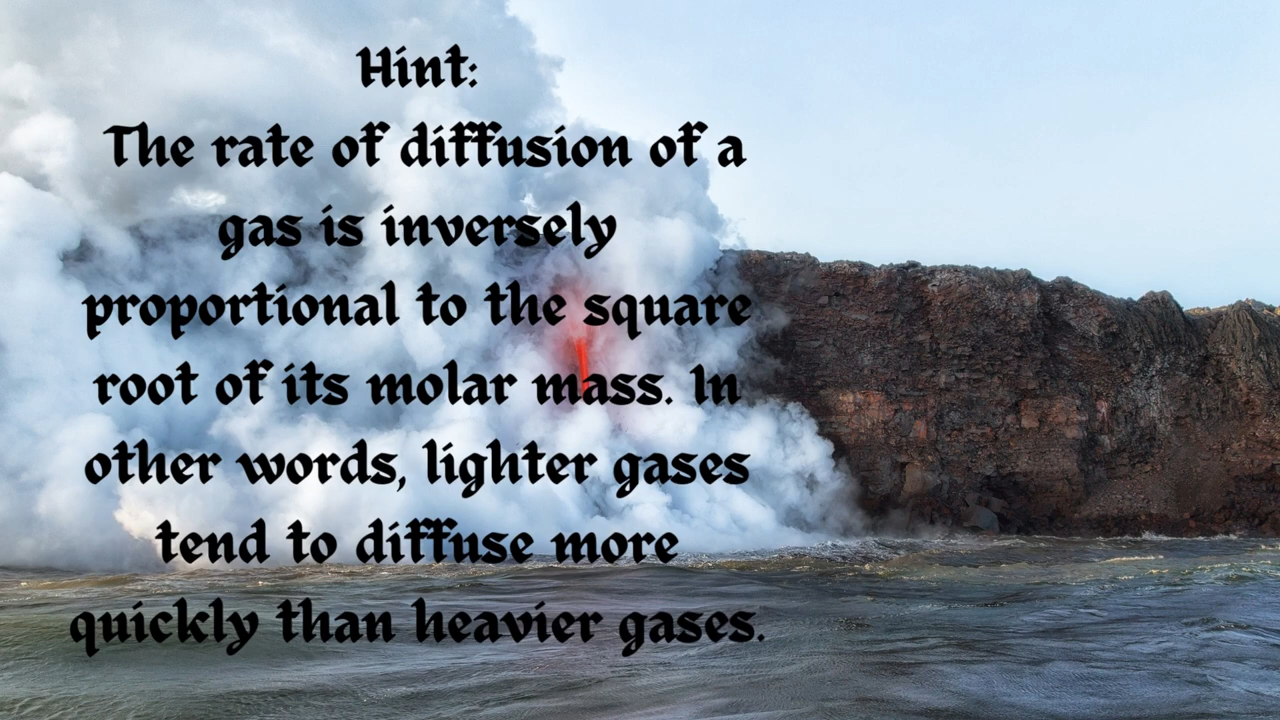 Hint:
The rate of diffusion of a
gas is inversely
proportional to the square
root of its molar mass. In
other words, lighter gases
tend to diffuse more
quickly than heavier gases.